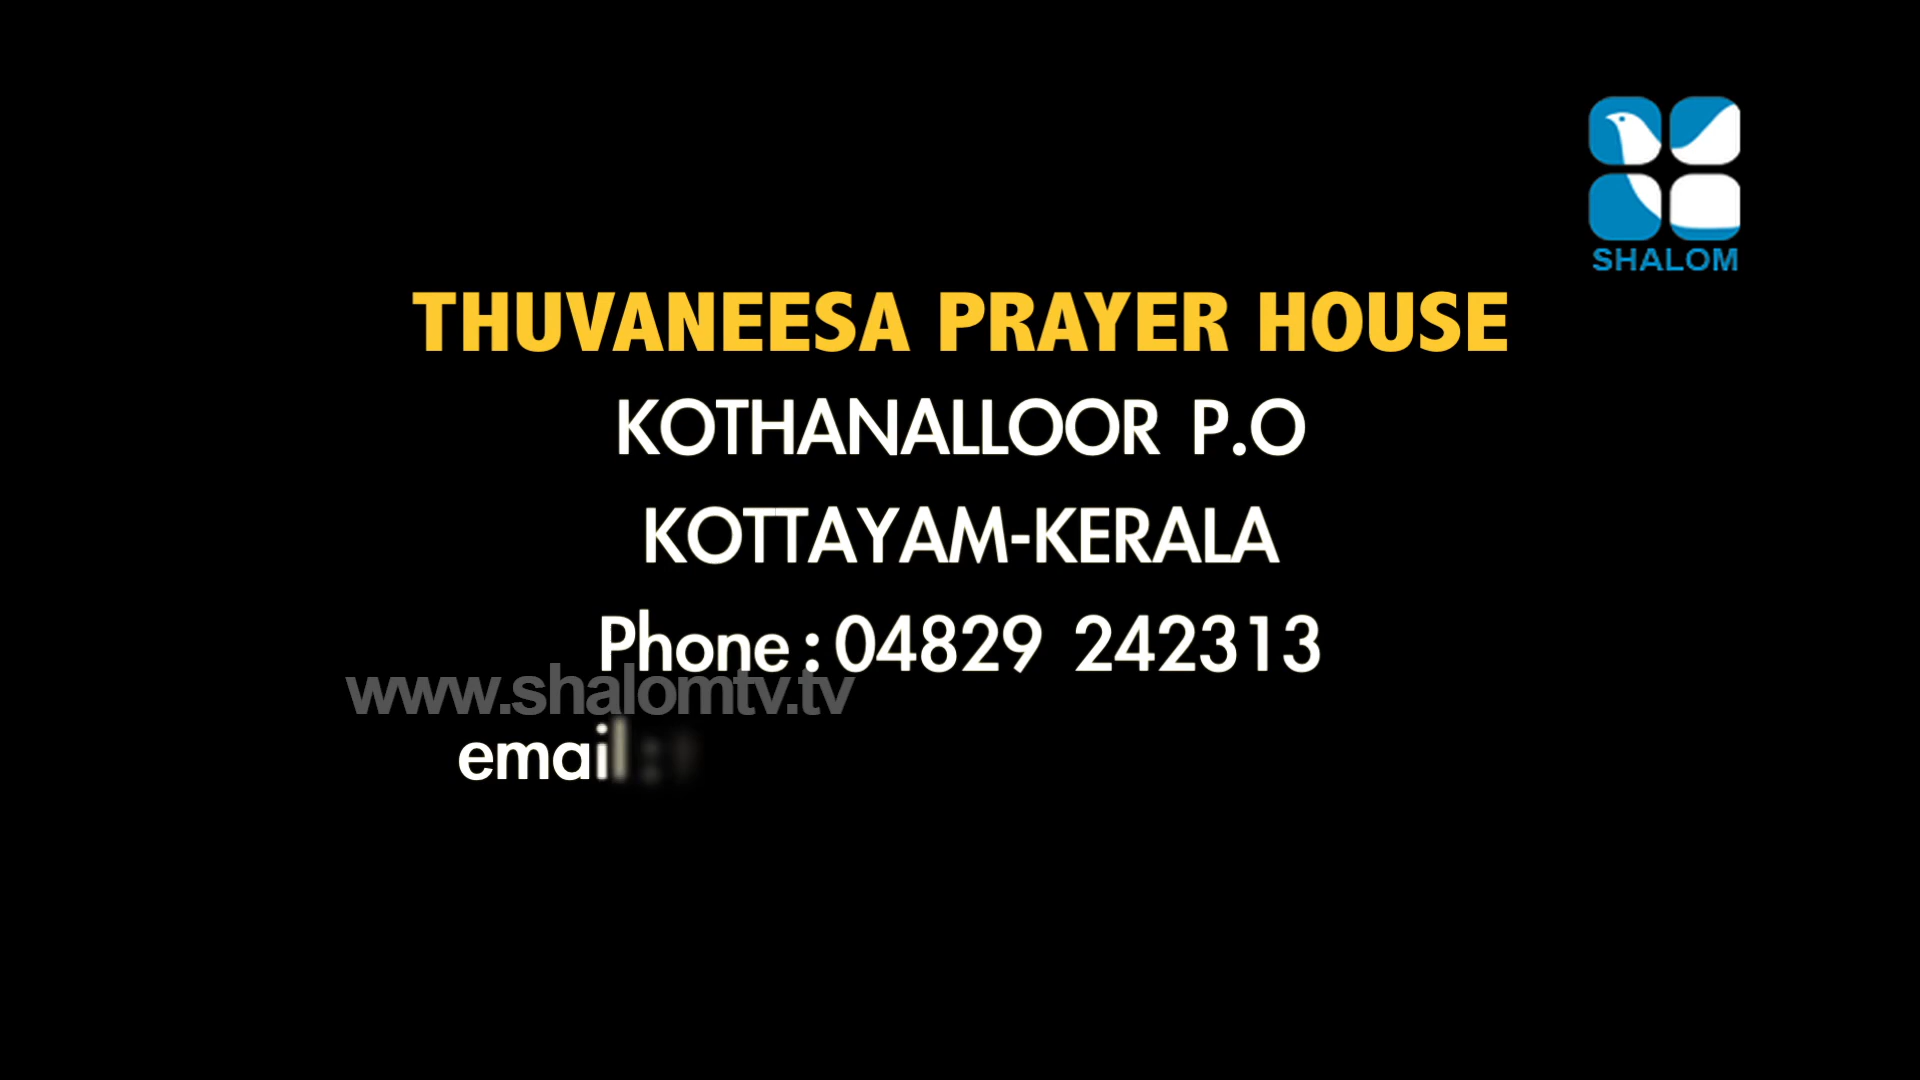 SHALOM
THUVANEESA PRAYER HOUSE
KOTHANALLOOR P.O
KOTTAYAM-KERALA
Phone : 04829 242313
www.shalomtv.tv
email :